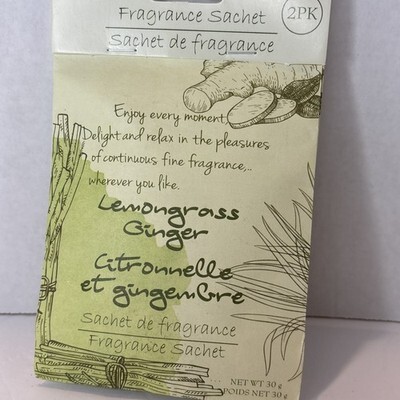 Fragrance Sachet
2PK
Sachet de fragrance
Enjoy every moment,
Delight and relax in the pleasures
of continuous fine fragrance,..
wherever you like.
Lemongrass
Ginger
Citronnelle
et gingembre
Sachet de fragrance
Fragrance Sachet
NET WT 30 g
POIDS NET 30 g